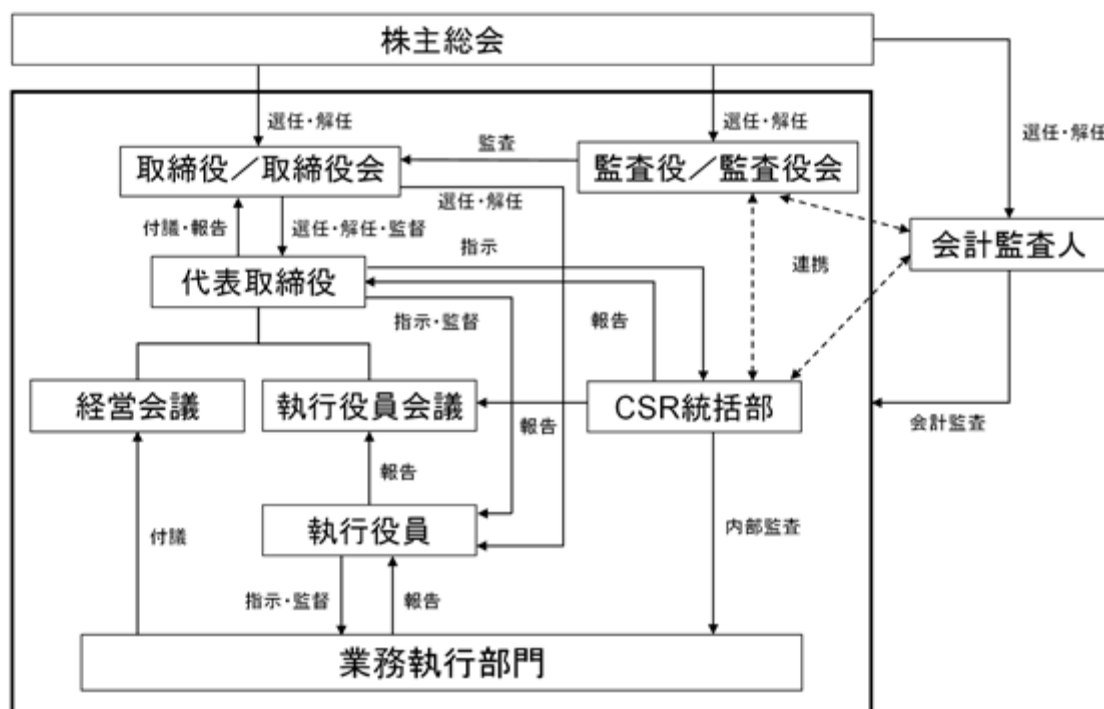 株主総会
選任・解任
選任・解任
選任・解任
監査
取締役／取締役会
監査役／監査役会
選任・解任
付議・報告
選任・解任・監督
指示
会計監査人
連携
代表取締役
指示・監督
報告
経営会議
執行役員会議
CSR統括部
会計監査
報告
報告
執行役員
付議
内部監査
指示・監督
報告
業務執行部門